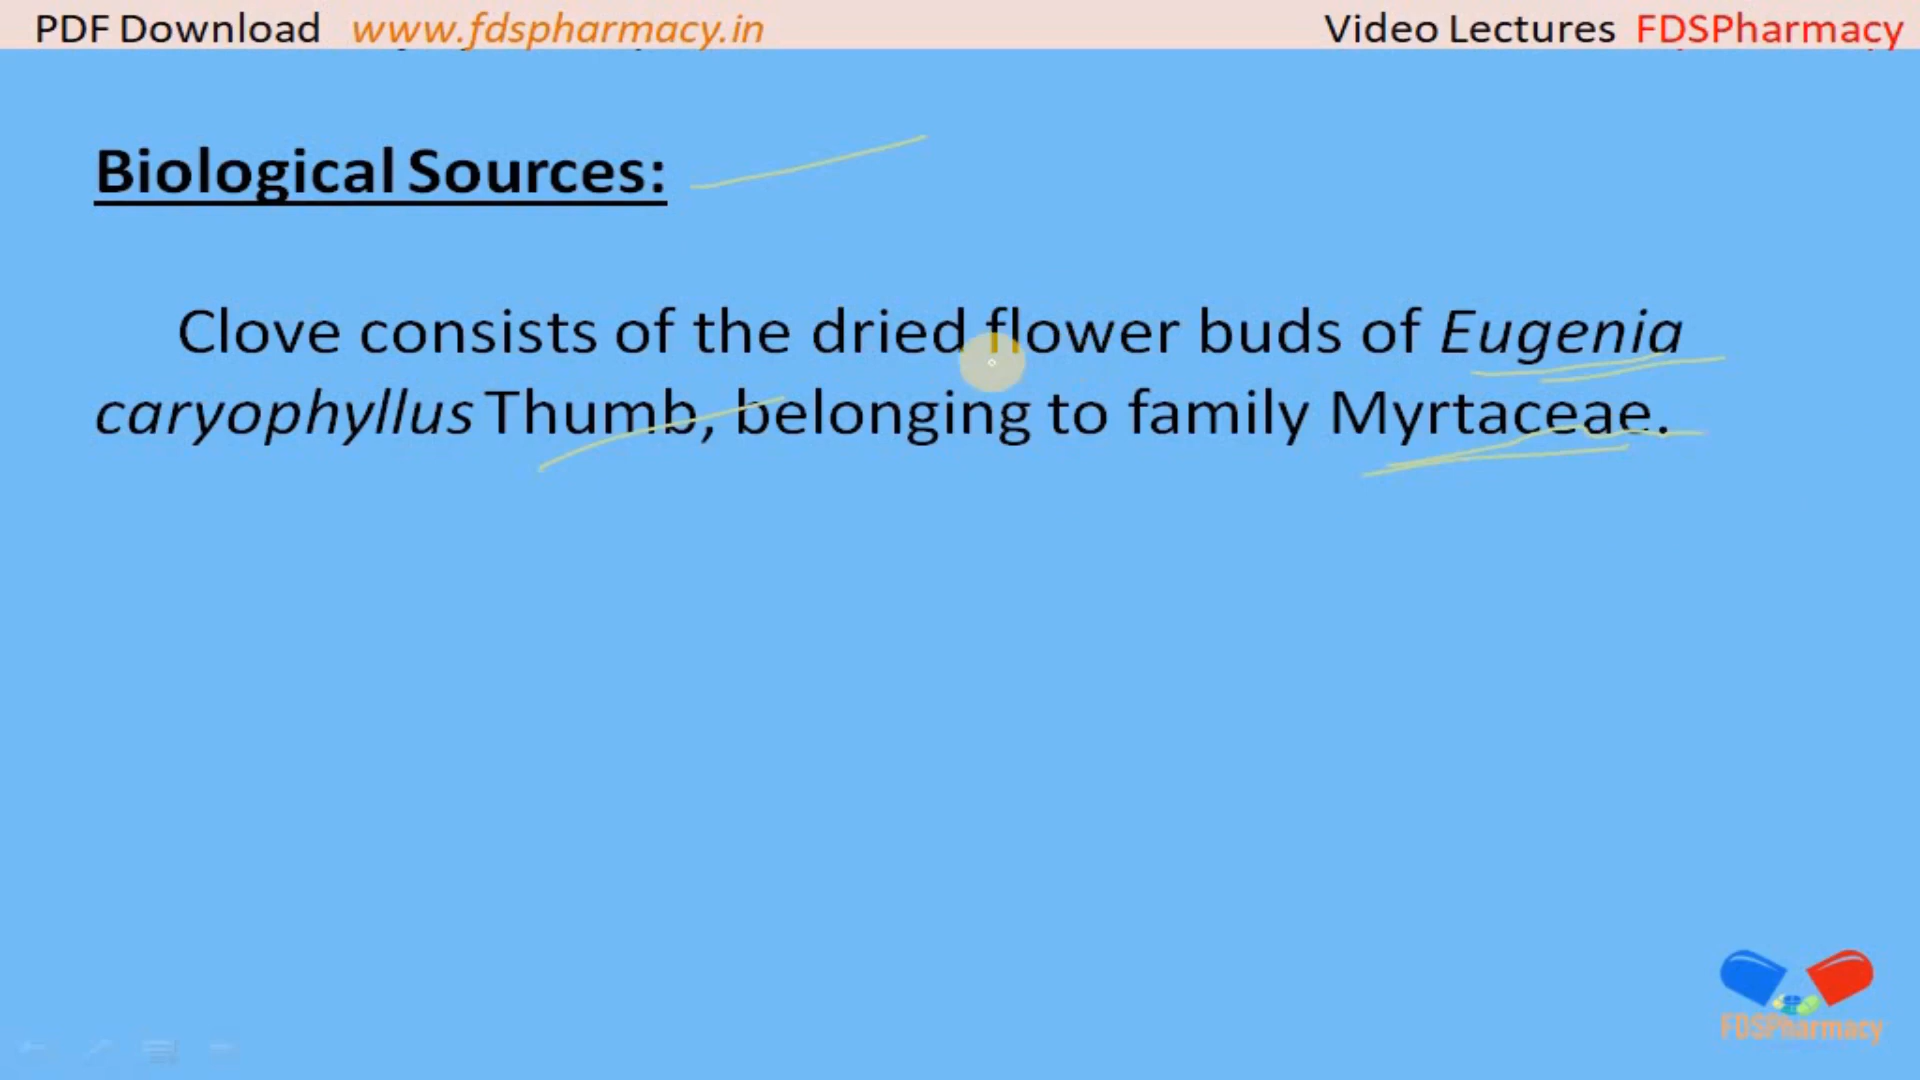 PDF Download www.fdspharmacy.in Video Lectures FDSPharmacy
Biological Sources:
Clove consists of the dried flower buds of Eugenia
caryophyllus Thumb, belonging to family Myrtaceae.
FDSPharmacy